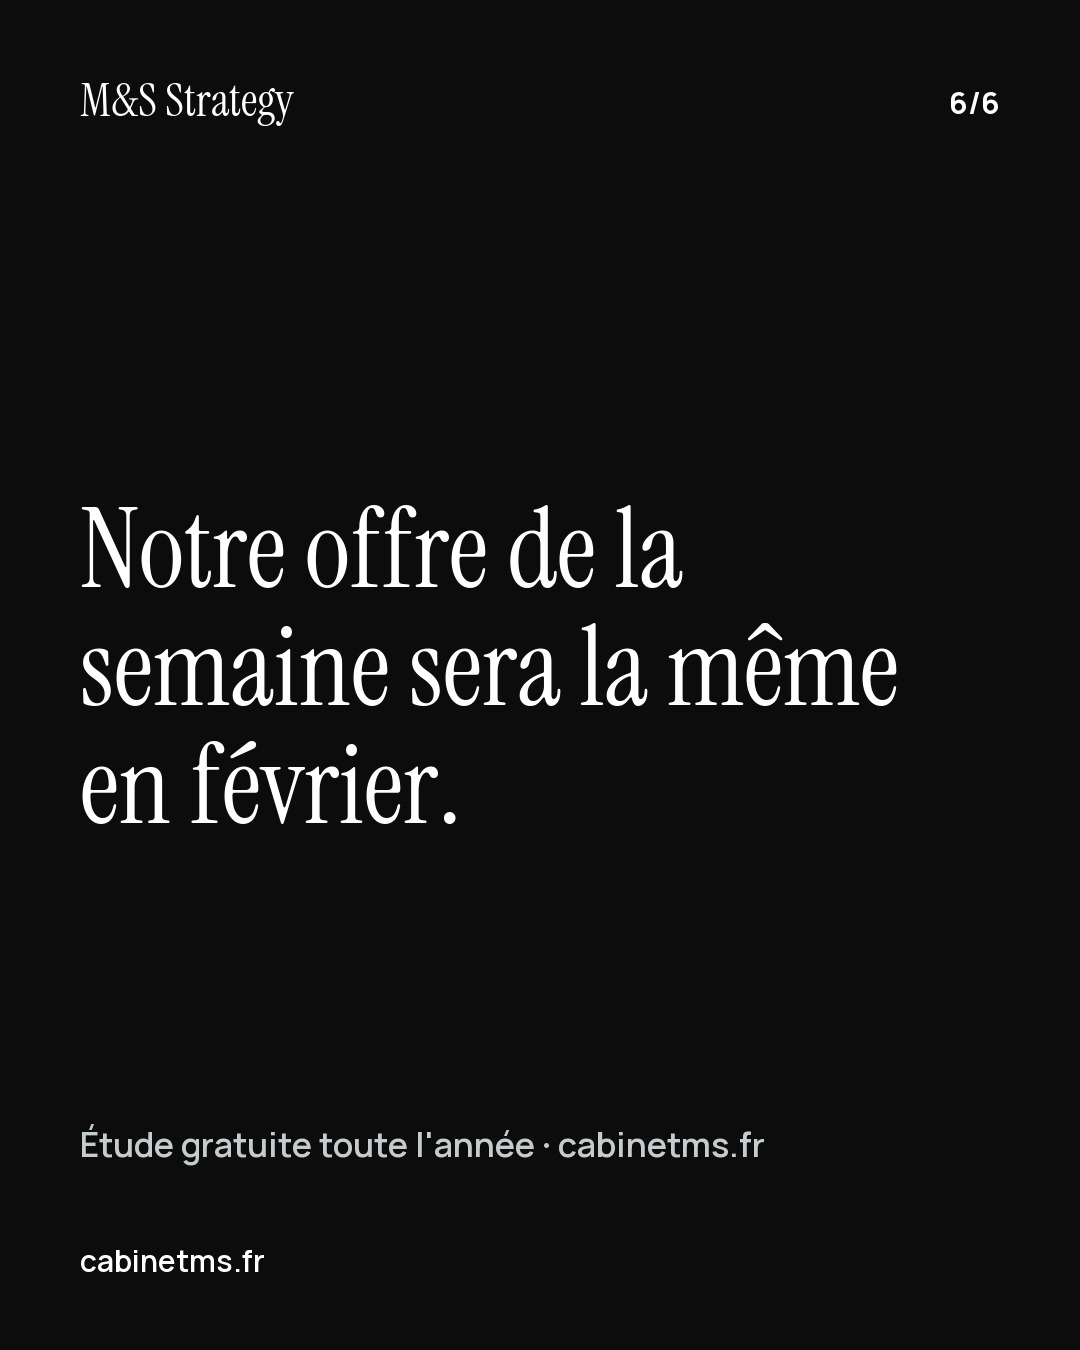 M&S Strategy
6/6
Notre offre de la
semaine sera la même
en février.
Étude gratuite toute l'année · cabinetms.fr
cabinetms.fr